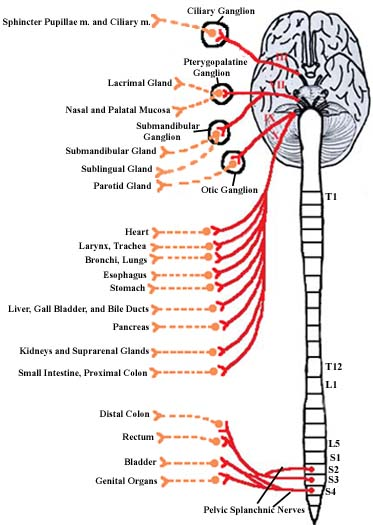 Ciliary Ganglion
Sphincter Pupillae m. and Ciliary m.
III
Pterygopalatine
Ganglion
Lacrimal Gland
VII
Nasal and Palatal Mucosa
Submandibular
Ganglion
IX
X
Submandibular Gland
Sublingual Gland
Parotid Gland
Otic Ganglion
T1
Heart
Larynx, Trachea
Bronchi, Lungs
Esophagus
Stomach
Liver, Gall Bladder, and Bile Ducts
Pancreas
Kidneys and Suprarenal Glands
T12
Small Intestine, Proximal Colon
L1
Distal Colon
Rectum
L5
S1
Bladder
S2
Genital Organs
S3
S4
Pelvic Splanchnic Nerves